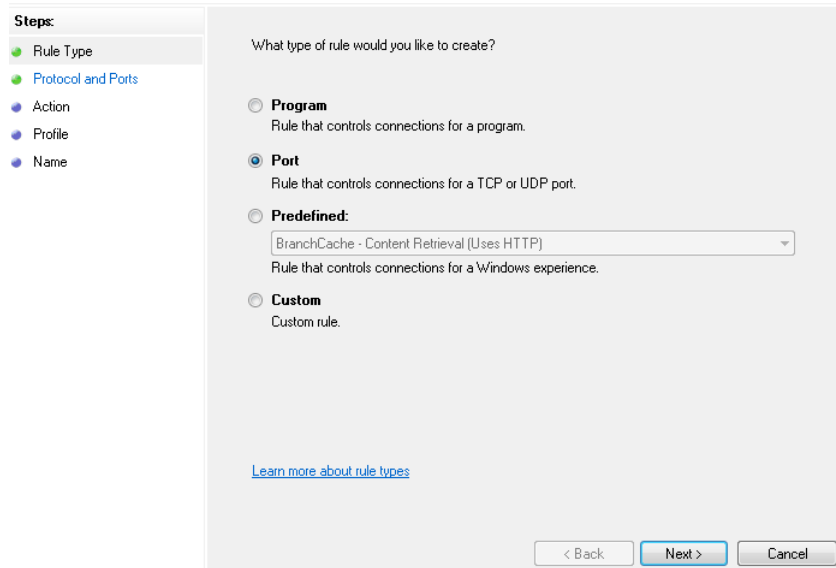 Steps:
Rule Type
Protocol and Ports
Action
Profile
Name
What type of rule would you like to create?
Program
Rule that controls connections for a program.
Port
Rule that controls connections for a TCP or UDP port.
Predefined:
BranchCache - Content Retrieval (Uses HTTP)
Rule that controls connections for a Windows experience.
Custom
Custom rule.
Learn more about rule types
< Back
Next >
Cancel